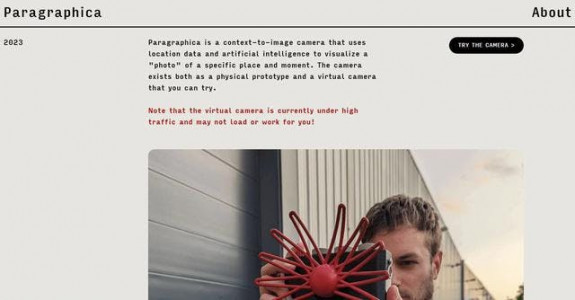 Paragraphica
About
2023
Paragraphica is a context-to-image camera that uses
location data and artificial intelligence to visualize a
"photo" of a specific place and moment. The camera
exists both as a physical prototype and a virtual camera
that you can try.
TRY THE CAMERA >
Note that the virtual camera is currently under high
traffic and may not load or work for you!